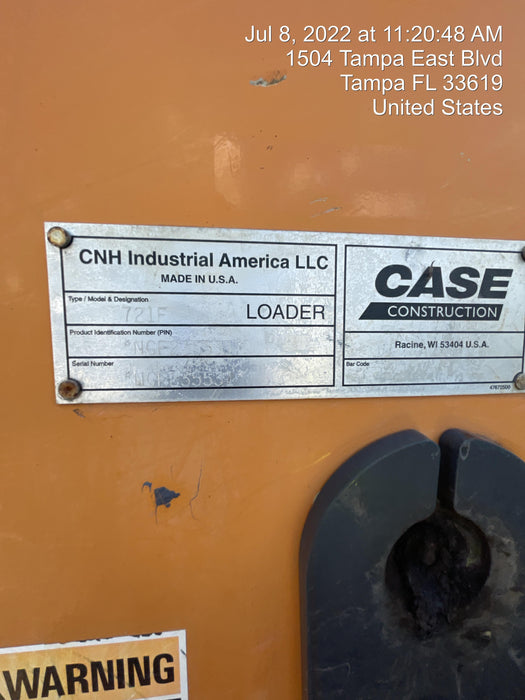 Jul 8, 2022 at 11:20:48 AM
1504 Tampa East Blvd
Tampa FL 33619
United States
CNH Industrial America LLC
MADE IN U.S.A.
Type / Model & Designation
721F
LOADER
Product Identification Number (PIN)
Serial Number
CASE
CONSTRUCTION
Racine, WI 53404 U.S.A.
Bar Code
WARNING